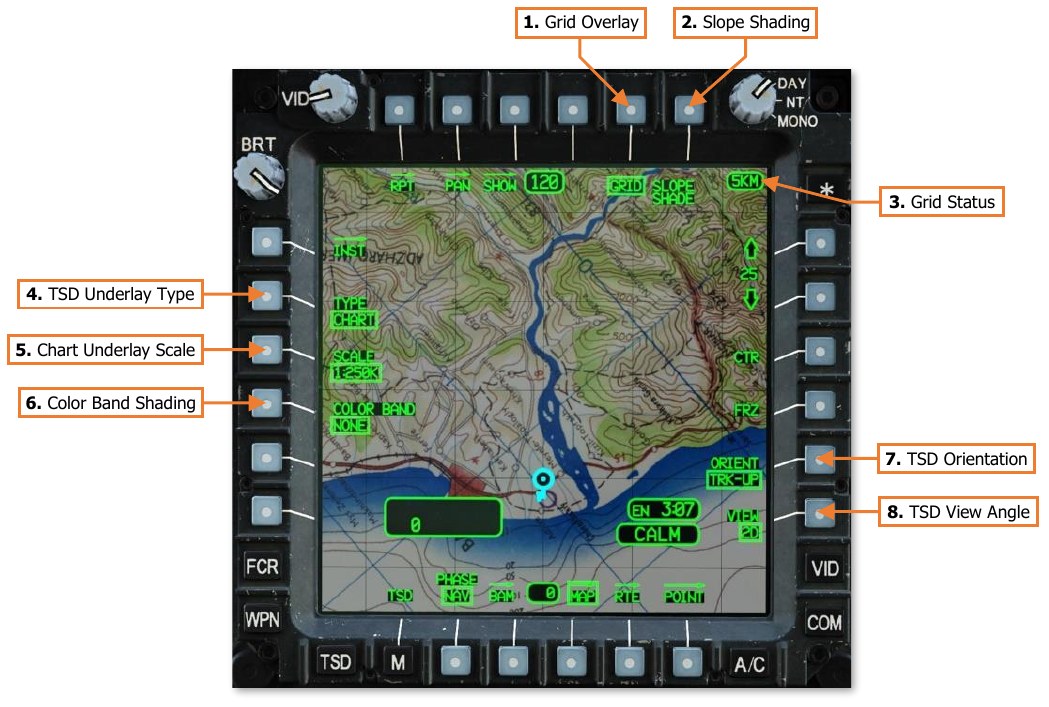 1. Grid Overlay
2. Slope Shading
VID
DAY
NT
MONO
BRT
RPT PAN SHOW 120 GRID SLOPE SHADE 5KM
*
3. Grid Status
INST
ADZHARO
25
4. TSD Underlay Type
TYPE
CHART
5. Chart Underlay Scale
SCALE
1:250K
CTR
6. Color Band Shading
COLOR BAND
NONE
FRZ
ORIENT
TRK-UP
7. TSD Orientation
0
EN 3:07
CALM
VIEW
2D
8. TSD View Angle
FCR
VID
PHASE
TSD NAV BAM 0 MAP RTE POINT
WPN
COM
TSD M A/C